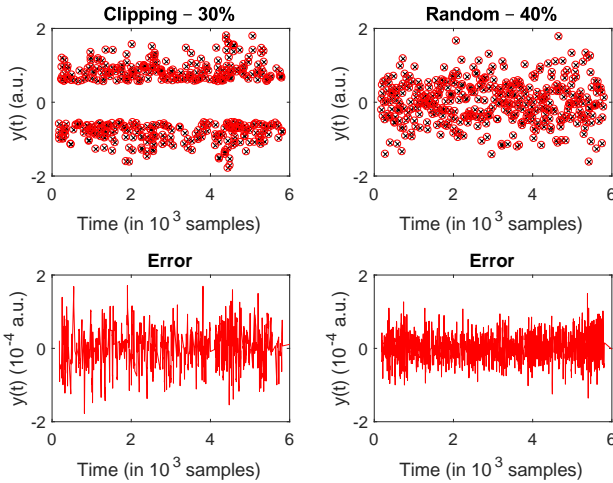 Clipping – 30%
2
0
-2
y(t) (a.u.)
0
2
4
6
Time (in 10^3 samples)
Random – 40%
2
0
-2
y(t) (a.u.)
0
2
4
6
Time (in 10^3 samples)
Error
2
0
-2
y(t) (10^-4 a.u.)
0
2
4
6
Time (in 10^3 samples)
Error
2
0
-2
y(t) (10^-4 a.u.)
0
2
4
6
Time (in 10^3 samples)